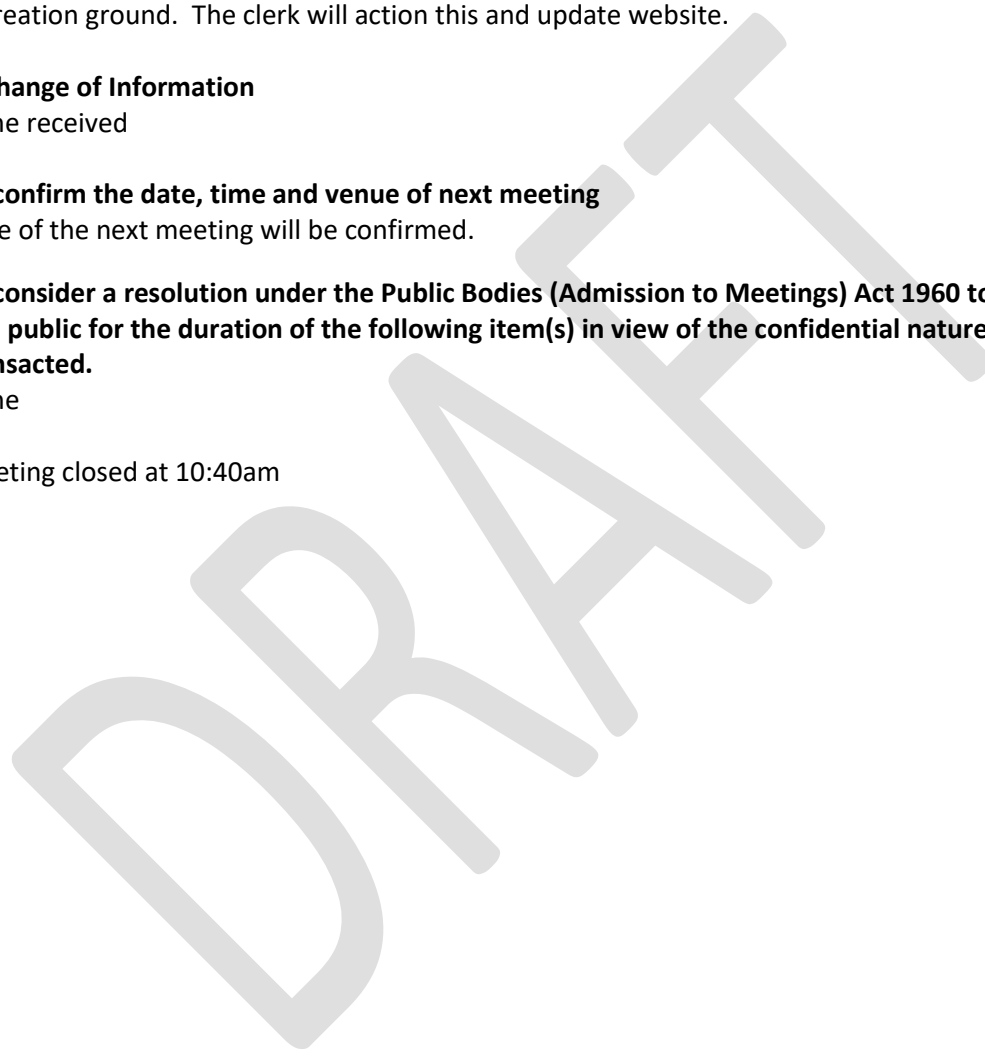 reation ground.  The clerk will action this and update website.
hange of Information
ne received
confirm the date, time and venue of next meeting
e of the next meeting will be confirmed.
consider a resolution under the Public Bodies (Admission to Meetings) Act 1960 to
public for the duration of the following item(s) in view of the confidential nature
nsacted.
ne
eting closed at 10:40am
DRAFT